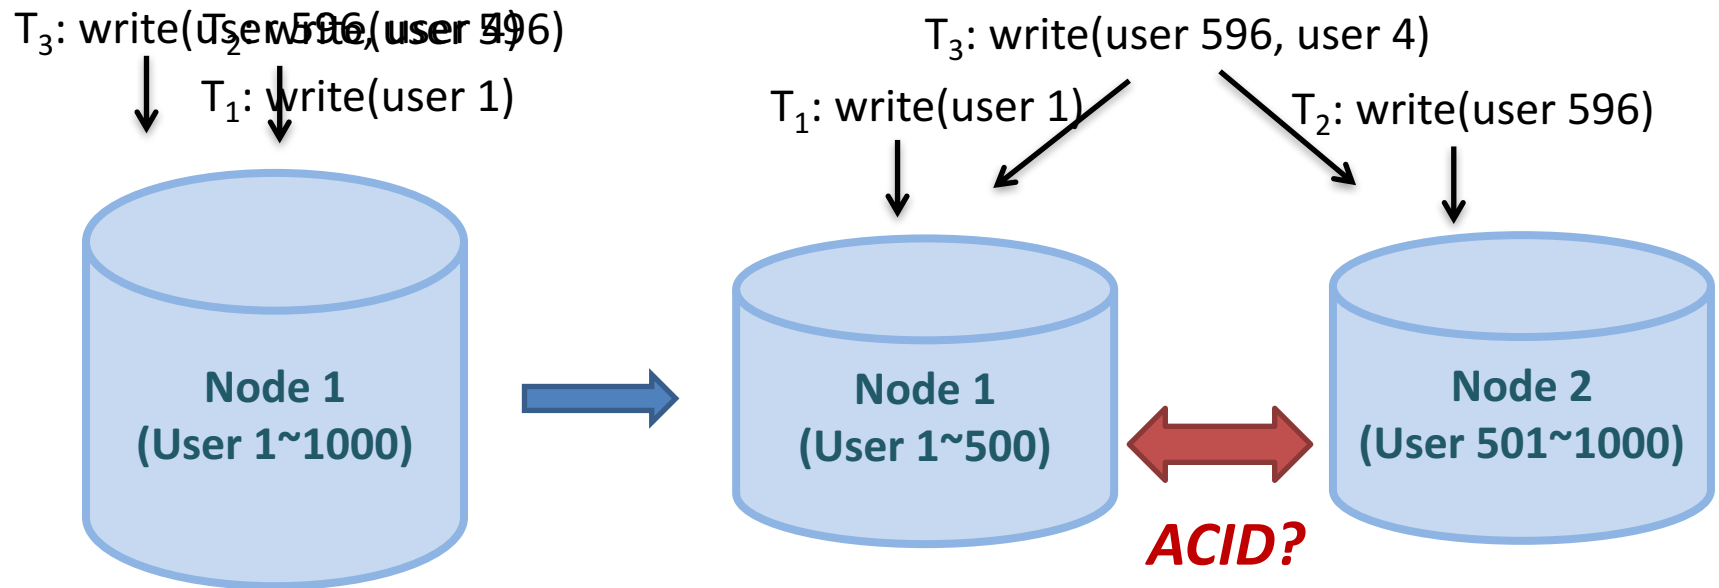 T3: write(user 596, user 4)
T2: write(user 596)
T1: write(user 1)
Node 1
(User 1~1000)
T3: write(user 596, user 4)
T1: write(user 1)
T2: write(user 596)
Node 1
(User 1~500)
Node 2
(User 501~1000)
ACID?